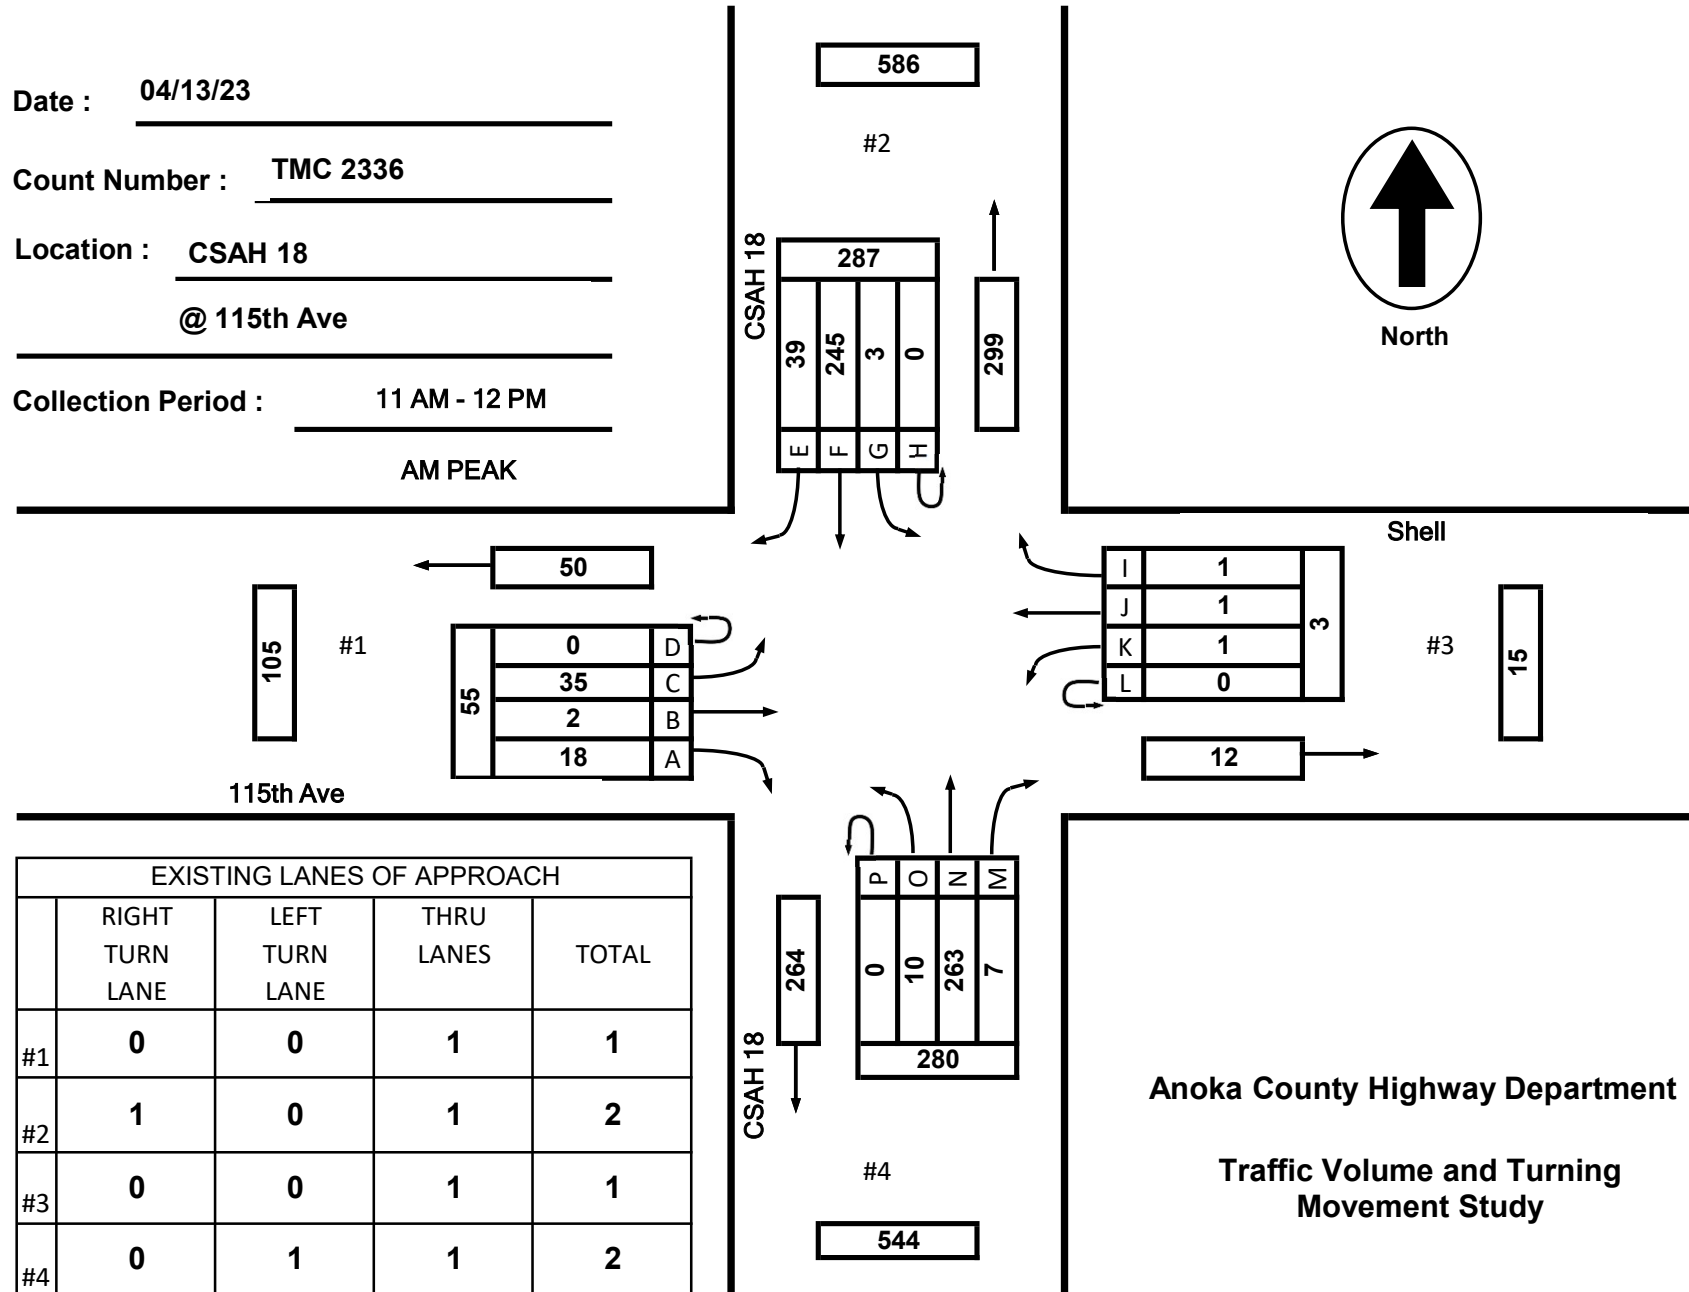 Date : 04/13/23
Count Number : TMC 2336
Location : CSAH 18
@ 115th Ave
Collection Period : 11 AM - 12 PM
AM PEAK
586
#2
CSAH 18
287
39 245 3 0
E F G H
299
North
Shell
50
105
#1
55
0 D
35 C
2 B
18 A
115th Ave
I 1
J 1
K 1
L 0
3
#3
15
12
P O N M
0 10 263 7
280
264
CSAH 18
#4
544
EXISTING LANES OF APPROACH
RIGHT TURN LANE
LEFT TURN LANE
THRU LANES
TOTAL
#1 0 0 1 1
#2 1 0 1 2
#3 0 0 1 1
#4 0 1 1 2
Anoka County Highway Department
Traffic Volume and Turning
Movement Study